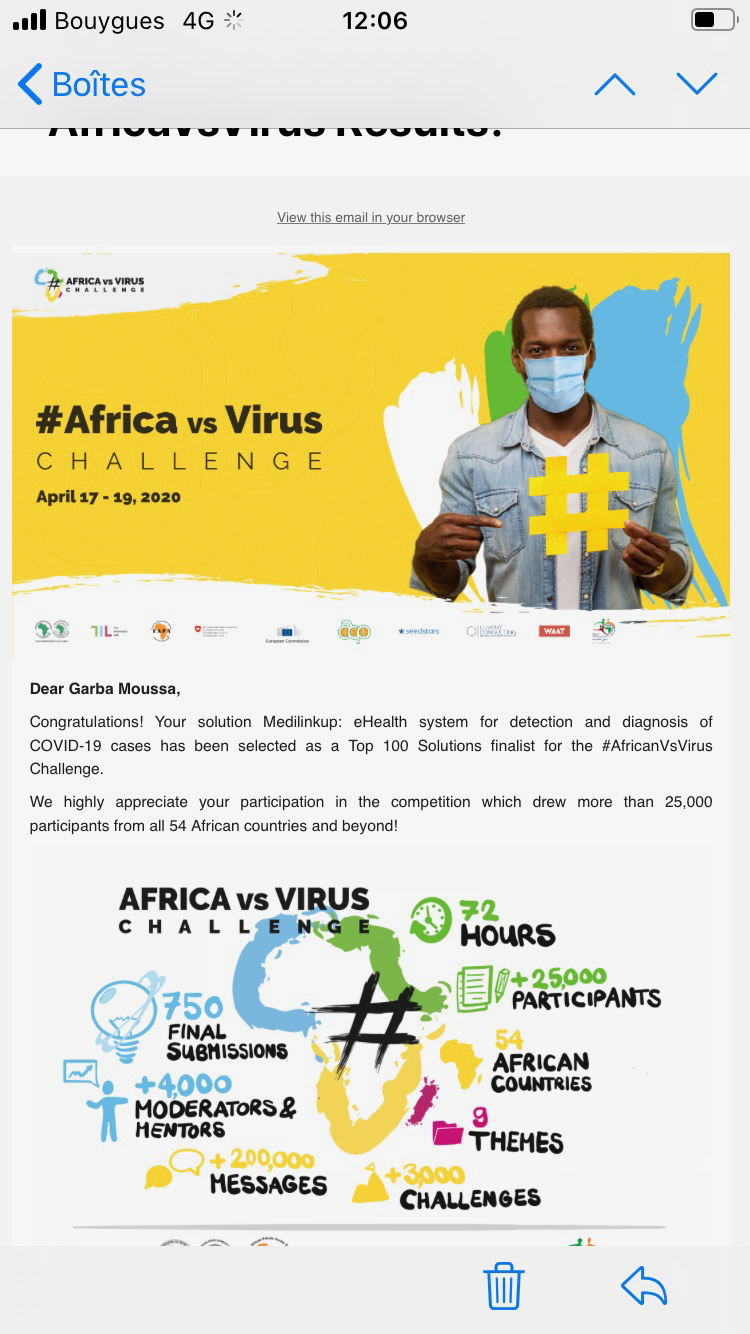 Bouygues 4G 12:06
Boîtes
AfricaVsVirus Results!
View this email in your browser
# AFRICA vs VIRUS
CHALLENGE
#Africa vs Virus
CHALLENGE
April 17 - 19, 2020
European Commission
seedstars
CONSULTING
Dear Garba Moussa,
Congratulations! Your solution Medilinkup: eHealth system for detection and diagnosis of
COVID-19 cases has been selected as a Top 100 Solutions finalist for the #AfricanVsVirus
Challenge.
We highly appreciate your participation in the competition which drew more than 25,000
participants from all 54 African countries and beyond!
AFRICA vs VIRUS
CHALLENGE
#
72
HOURS
+25,000
PARTICIPANTS
750
FINAL
SUBMISSIONS
54
AFRICAN
COUNTRIES
+4,000
MODERATORS &
MENTORS
9
THEMES
+200,000
MESSAGES
+3,000
CHALLENGES